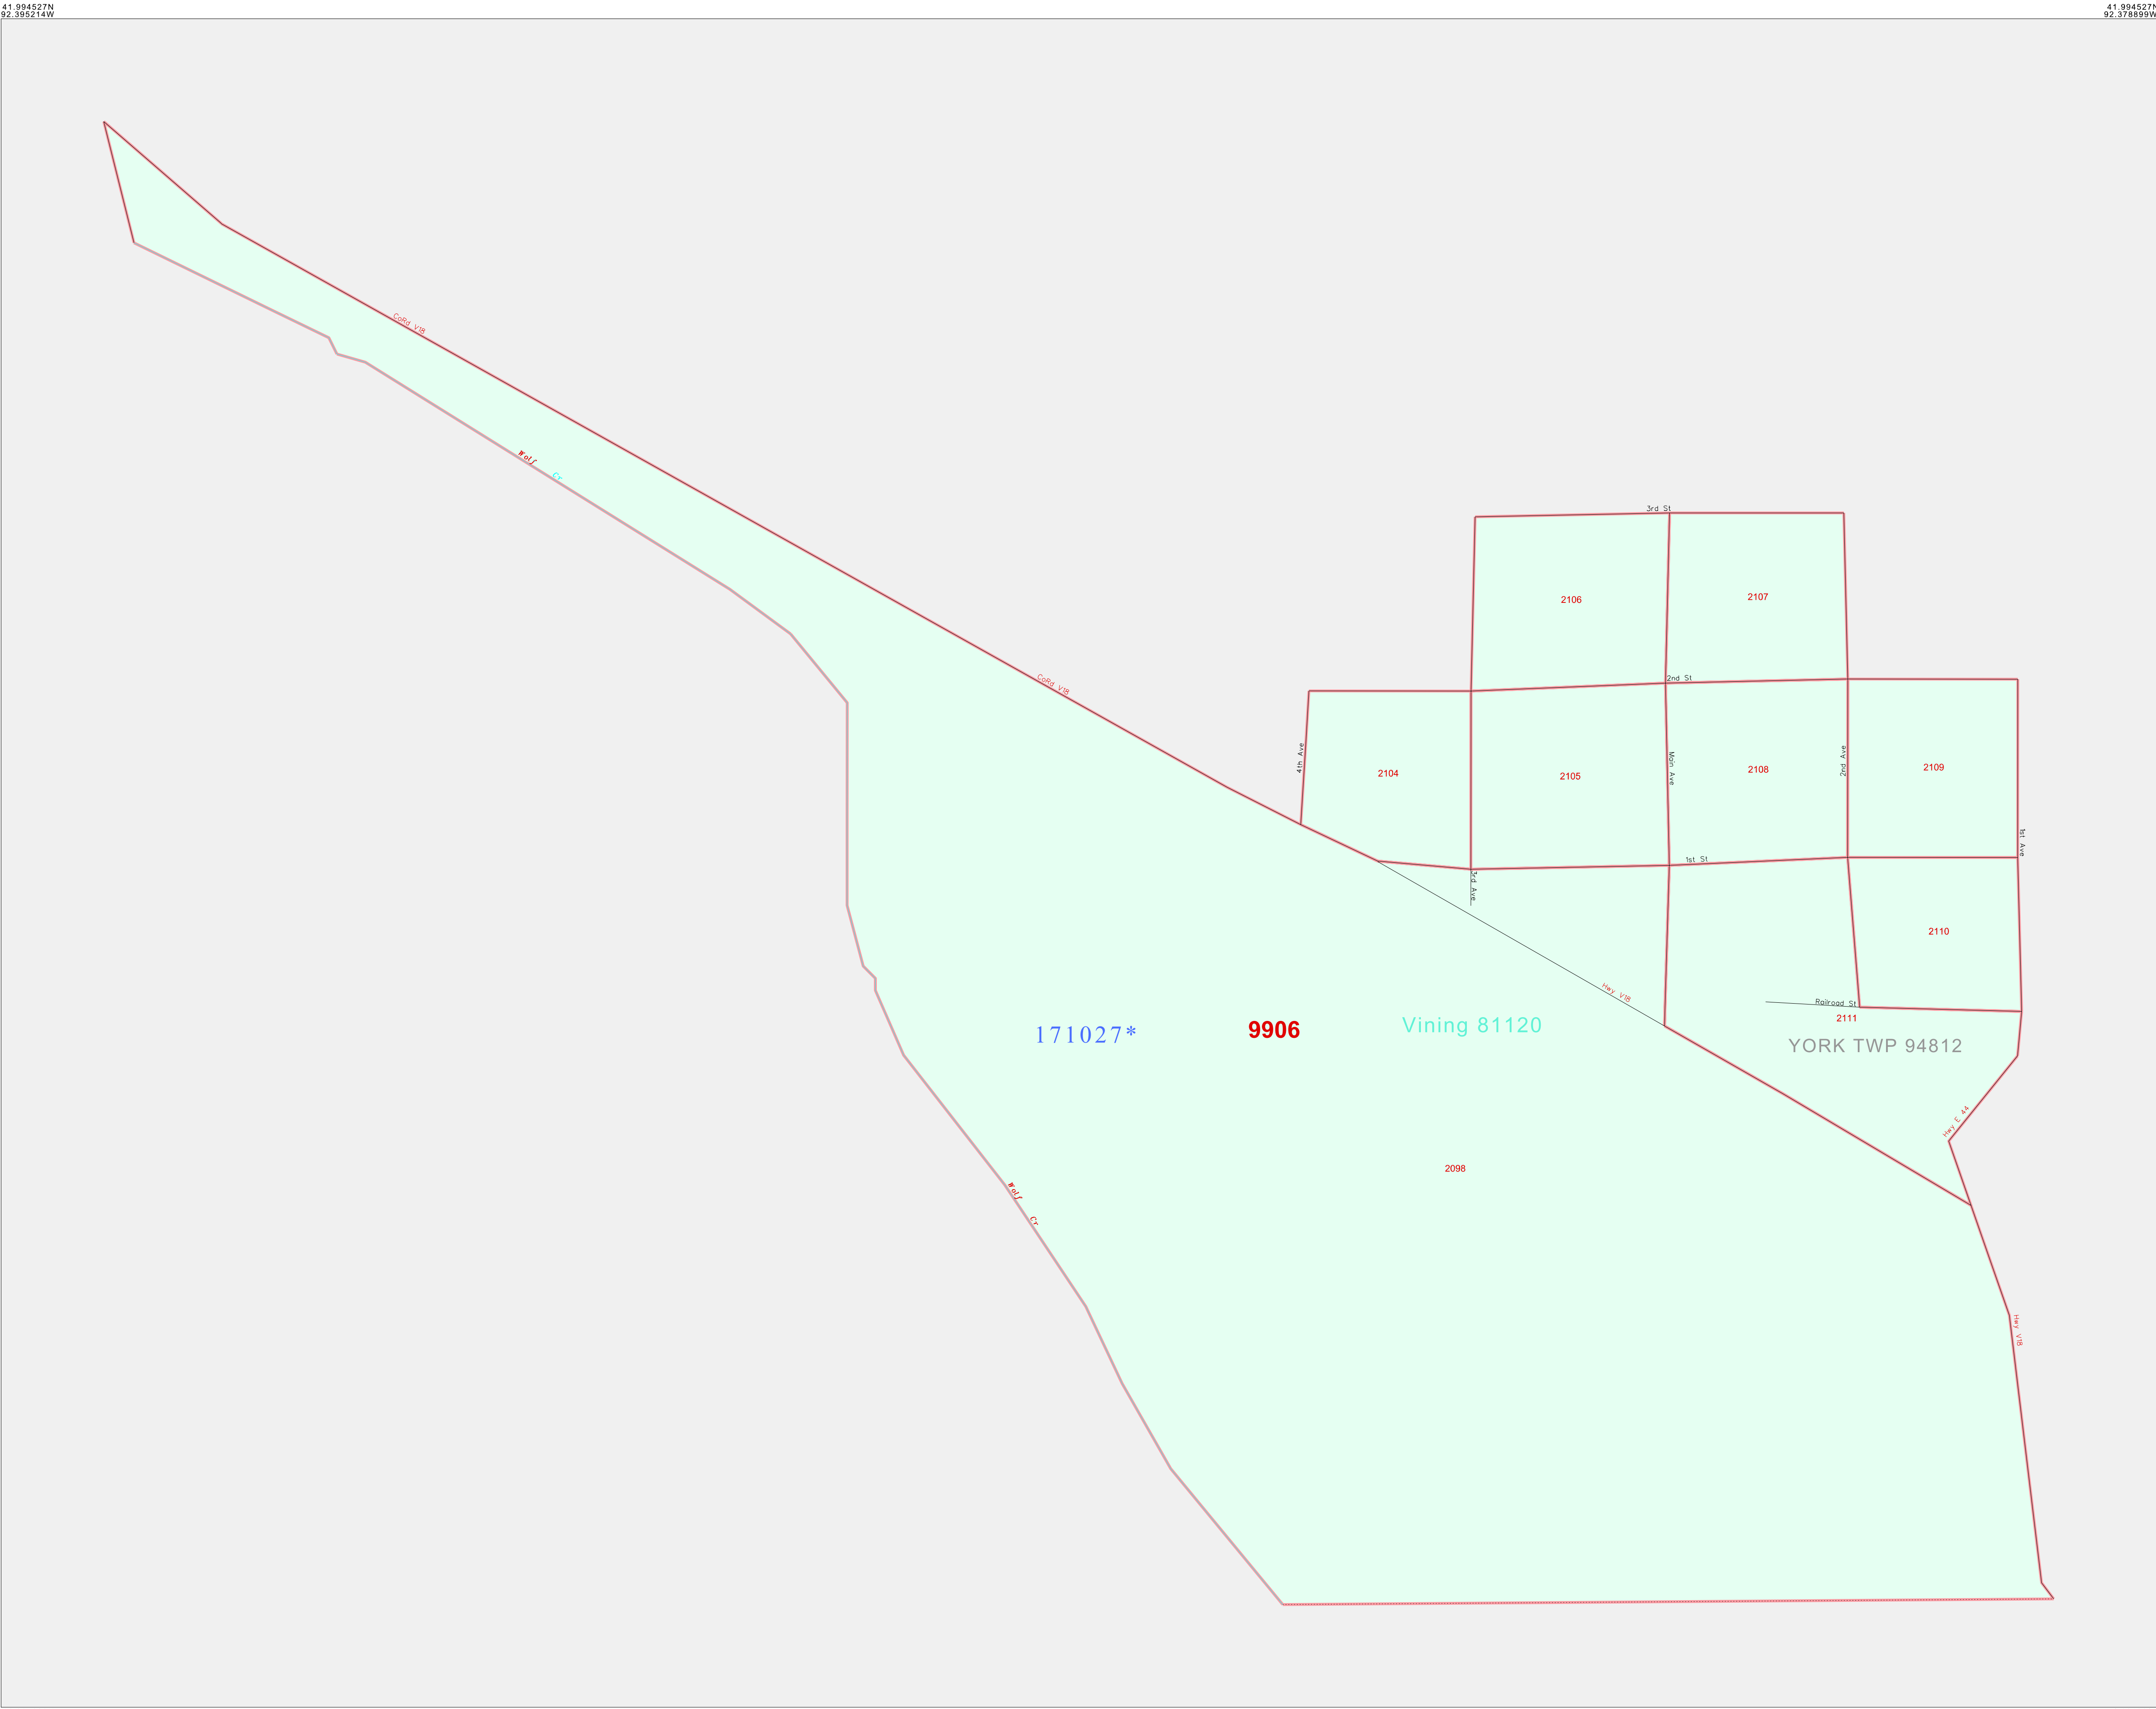 41.994527N
92.395214W
41.994527N
92.378899W
CoRd V18
Wolf Cr
3rd St
2106
2107
CoRd V18
2nd St
4th Ave
2104
2105
Main Ave
2108
2nd Ave
2109
1st Ave
1st St
3rd Ave
2110
Hwy V18
Railroad St
2111
171027*
9906
Vining 81120
YORK TWP 94812
Hwy E 44
2098
Wolf Cr
Hwy V18